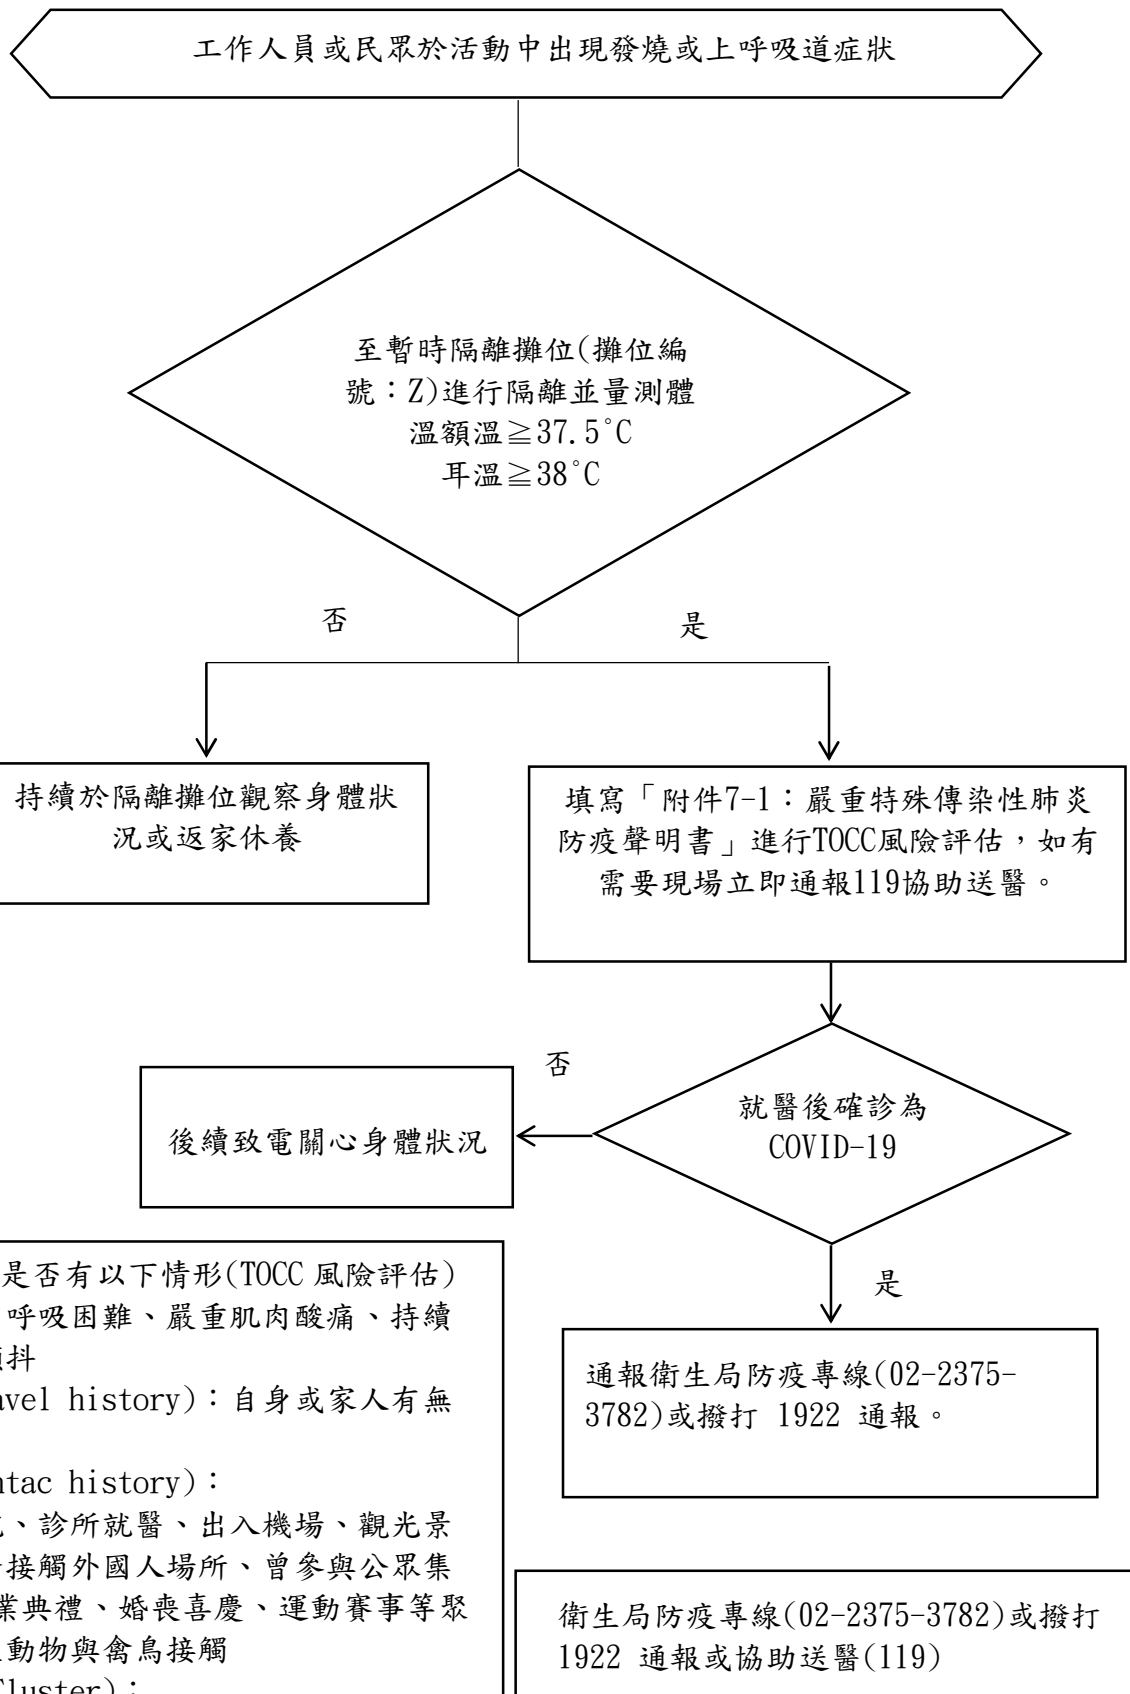 工作人員或民眾於活動中出現發燒或上呼吸道症狀
至暫時隔離攤位(攤位編
號：Z)進行隔離並量測體
溫額溫≧37.5°C
耳溫≧38°C
否
是
持續於隔離攤位觀察身體狀
況或返家休養
填寫「附件7-1：嚴重特殊傳染性肺炎
防疫聲明書」進行TOCC風險評估，如有
需要現場立即通報119協助送醫。
否
就醫後確診為
COVID-19
後續致電關心身體狀況
是
通報衛生局防疫專線(02-2375-
3782)或撥打 1922 通報。
是否有以下情形(TOCC 風險評估)
呼吸困難、嚴重肌肉酸痛、持續
抖
avel history)：自身或家人有無
ntac history)：
、診所就醫、出入機場、觀光景
接觸外國人場所、曾參與公眾集
業典禮、婚喪喜慶、運動賽事等聚
動物與禽鳥接觸
Cluster)：
衛生局防疫專線(02-2375-3782)或撥打
1922 通報或協助送醫(119)